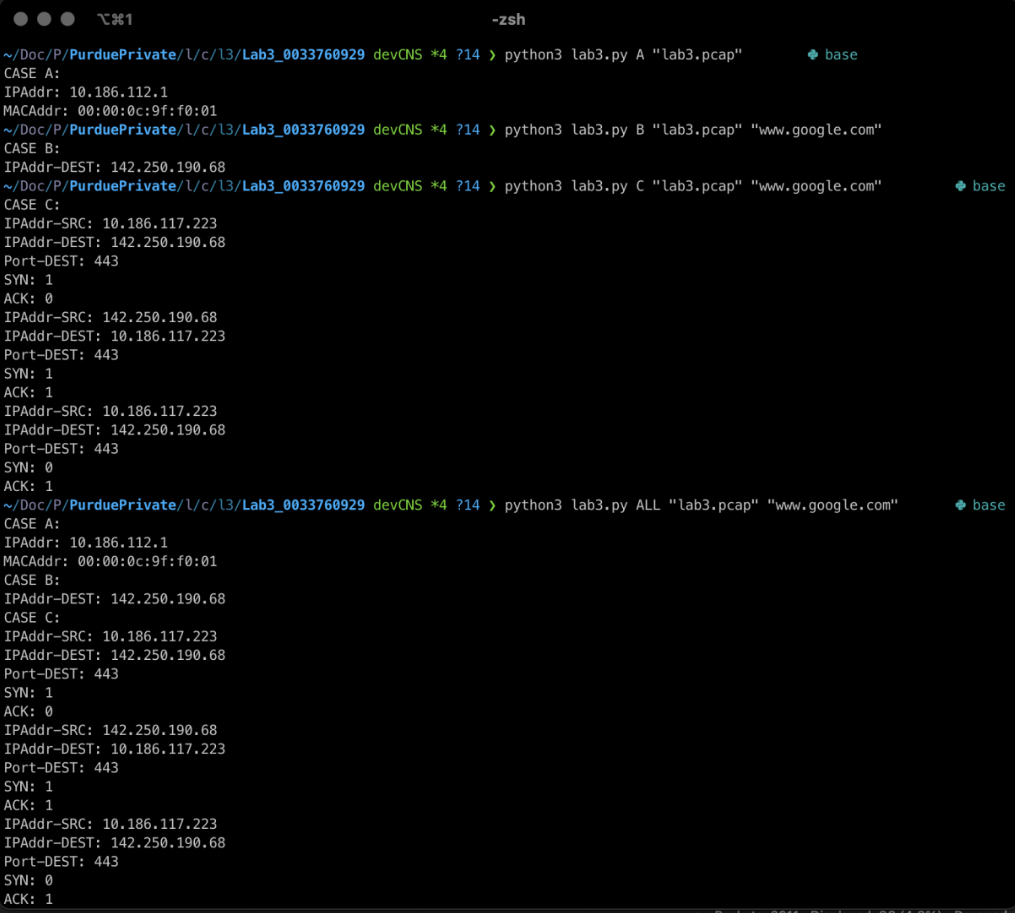 ⌥⌘1 -zsh
~/Doc/P/PurduePrivate/l/c/l3/Lab3_0033760929 devCNS *4 ?14 ❯ python3 lab3.py A "lab3.pcap" base
CASE A:
IPAddr: 10.186.112.1
MACAddr: 00:00:0c:9f:f0:01
~/Doc/P/PurduePrivate/l/c/l3/Lab3_0033760929 devCNS *4 ?14 ❯ python3 lab3.py B "lab3.pcap" "www.google.com"
CASE B:
IPAddr-DEST: 142.250.190.68
~/Doc/P/PurduePrivate/l/c/l3/Lab3_0033760929 devCNS *4 ?14 ❯ python3 lab3.py C "lab3.pcap" "www.google.com" base
CASE C:
IPAddr-SRC: 10.186.117.223
IPAddr-DEST: 142.250.190.68
Port-DEST: 443
SYN: 1
ACK: 0
IPAddr-SRC: 142.250.190.68
IPAddr-DEST: 10.186.117.223
Port-DEST: 443
SYN: 1
ACK: 1
IPAddr-SRC: 10.186.117.223
IPAddr-DEST: 142.250.190.68
Port-DEST: 443
SYN: 0
ACK: 1
~/Doc/P/PurduePrivate/l/c/l3/Lab3_0033760929 devCNS *4 ?14 ❯ python3 lab3.py ALL "lab3.pcap" "www.google.com" base
CASE A:
IPAddr: 10.186.112.1
MACAddr: 00:00:0c:9f:f0:01
CASE B:
IPAddr-DEST: 142.250.190.68
CASE C:
IPAddr-SRC: 10.186.117.223
IPAddr-DEST: 142.250.190.68
Port-DEST: 443
SYN: 1
ACK: 0
IPAddr-SRC: 142.250.190.68
IPAddr-DEST: 10.186.117.223
Port-DEST: 443
SYN: 1
ACK: 1
IPAddr-SRC: 10.186.117.223
IPAddr-DEST: 142.250.190.68
Port-DEST: 443
SYN: 0
ACK: 1